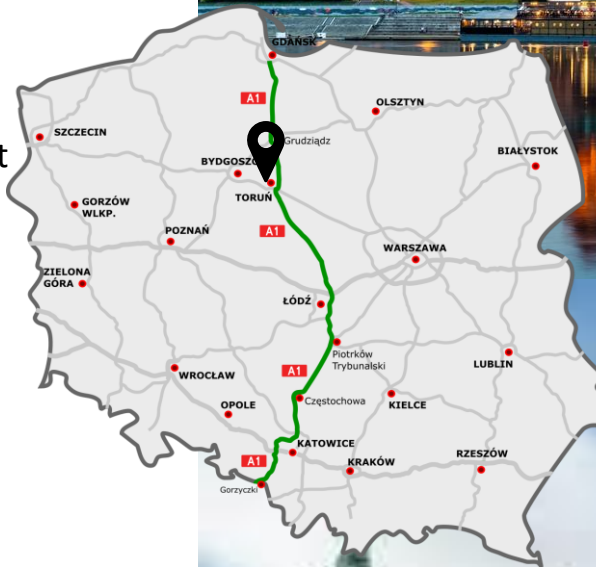 GDAŃSK
A1
OLSZTYN
SZCZECIN
Grudziądz
t
BIAŁYSTOK
TORUŃ
GORZÓW
WLKP.
A1
POZNAŃ
WARSZAWA
ZIELONA
GÓRA
ŁÓDŹ
Piotrków
Trybunalski
LUBLIN
A1
WROCŁAW
Częstochowa
OPOLE
KIELCE
KATOWICE
A1
KRAKÓW
RZESZÓW
Gorzyczki